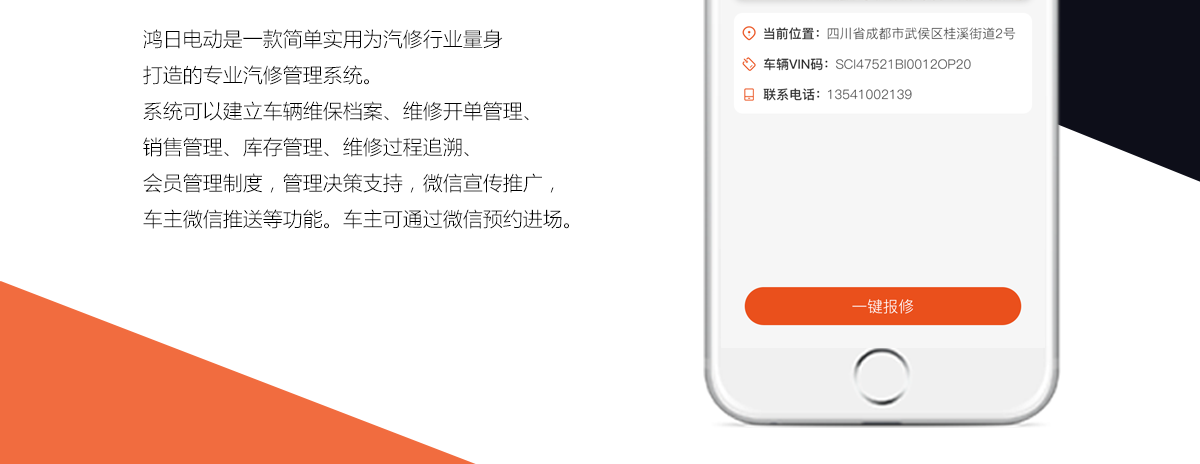 鸿日电动是一款简单实用为汽修行业量身
打造的专业汽修管理系统。
系统可以建立车辆维保档案、维修开单管理、
销售管理、库存管理、维修过程追溯、
会员管理制度，管理决策支持，微信宣传推广，
车主微信推送等功能。车主可通过微信预约进场。
当前位置：四川省成都市武侯区桂溪街道2号
车辆VIN码：SCI47521BI0012OP20
联系电话：13541002139
一键报修